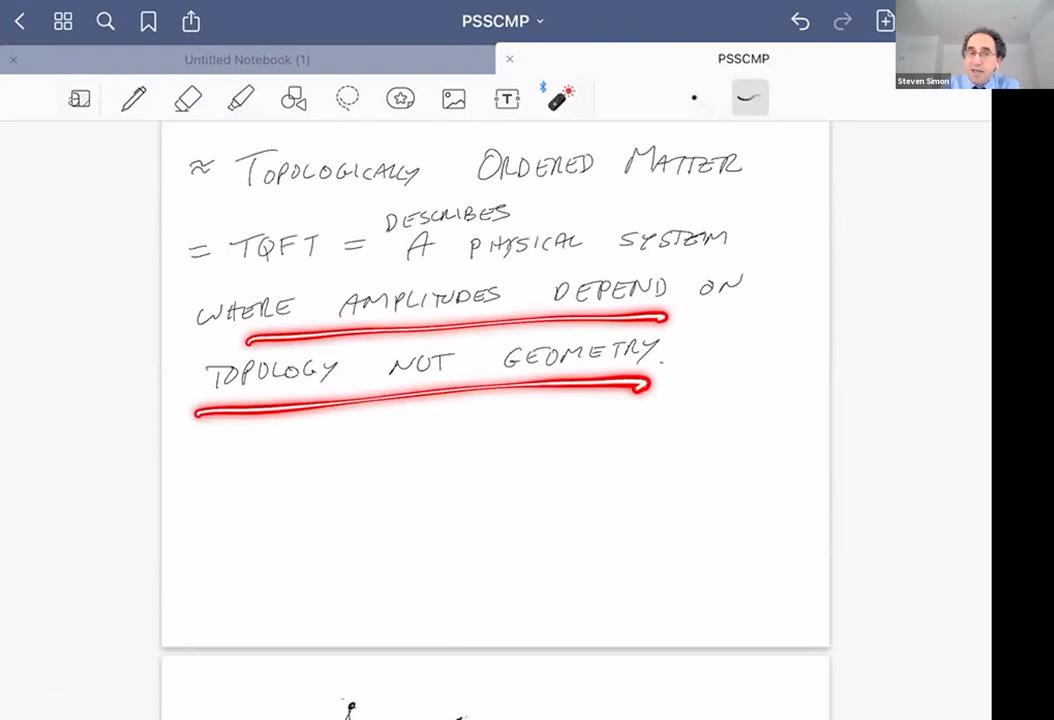 PSSCMP
Untitled Notebook (1)
PSSCMP
Steven Simon
≈ TOPOLOGICALLY ORDERED MATTER
DESCRIBES
= TQFT = A PHYSICAL SYSTEM
WHERE AMPLITUDES DEPEND ON
TOPOLOGY NOT GEOMETRY.